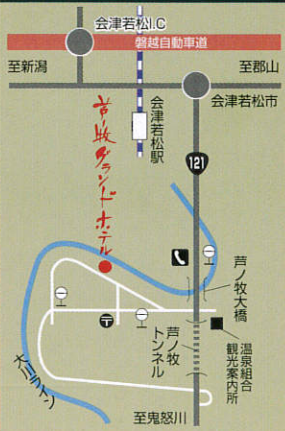 会津若松I.C
磐越自動車道
至新潟
至郡山
会津若松市
会津若松駅
121
芦ノ牧グランドホテル
芦ノ牧大橋
温泉組合
観光案内所
芦ノ牧
トンネル
大川ライン
至鬼怒川